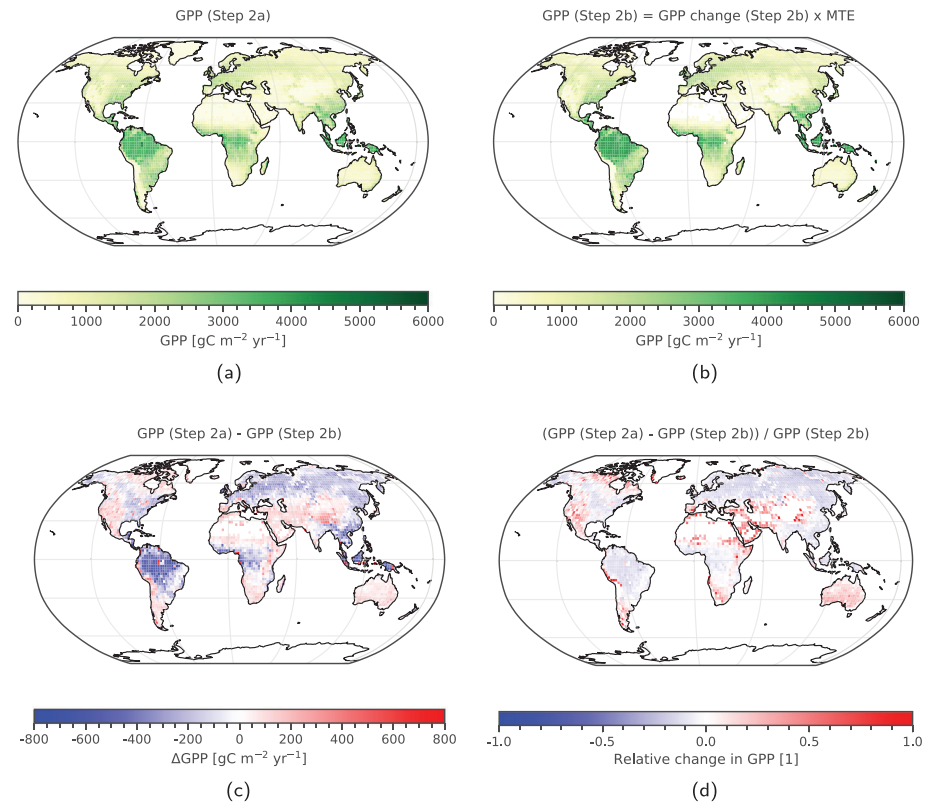 GPP (Step 2a)
GPP (Step 2b) = GPP change (Step 2b) x MTE
0 1000 2000 3000 4000 5000 6000
GPP [gC m⁻² yr⁻¹]
(a)
0 1000 2000 3000 4000 5000 6000
GPP [gC m⁻² yr⁻¹]
(b)
GPP (Step 2a) - GPP (Step 2b)
(GPP (Step 2a) - GPP (Step 2b)) / GPP (Step 2b)
-800 -600 -400 -200 0 200 400 600 800
ΔGPP [gC m⁻² yr⁻¹]
(c)
-1.0 -0.5 0.0 0.5 1.0
Relative change in GPP [1]
(d)